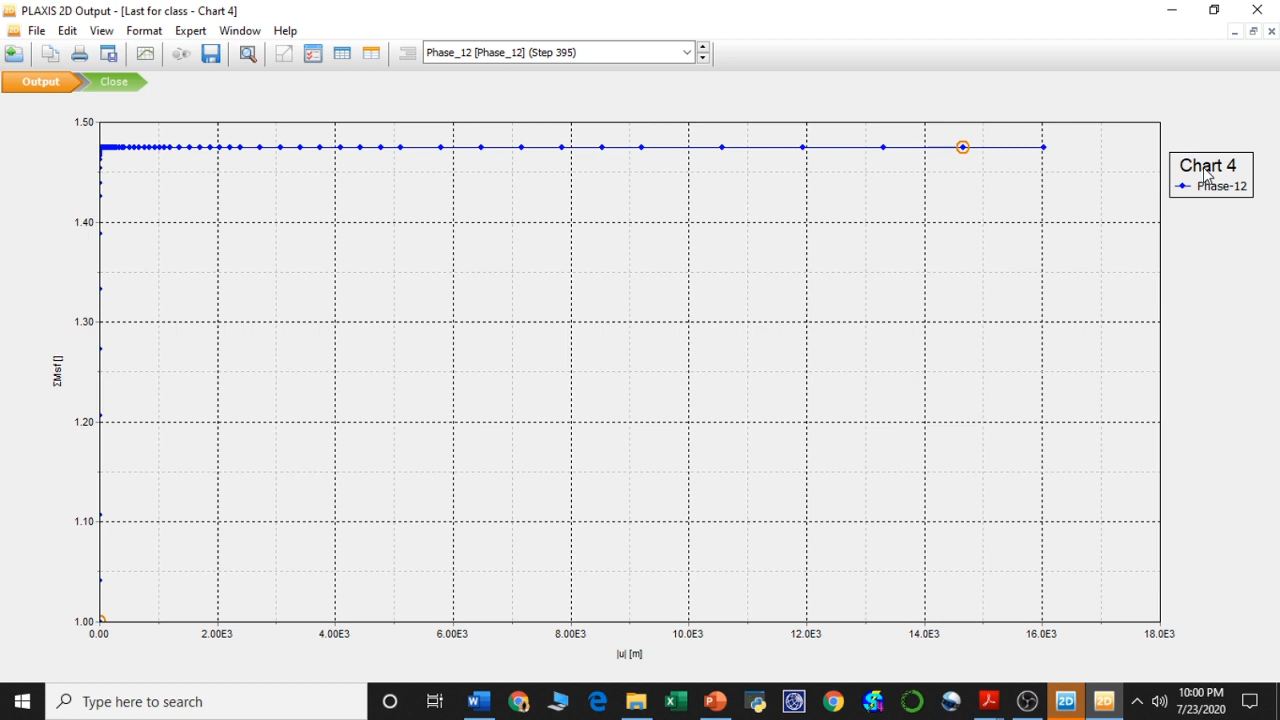 PLAXIS 2D Output - [Last for class - Chart 4]
File Edit View Format Expert Window Help
Phase_12 [Phase_12] (Step 395)
Output Close
1.50
1.40
1.30
1.20
1.10
1.00
ΣMsf []
0.00 2.00E3 4.00E3 6.00E3 8.00E3 10.0E3 12.0E3 14.0E3 16.0E3 18.0E3
|u| [m]
Chart 4
Phase-12
Type here to search
10:00 PM
7/23/2020